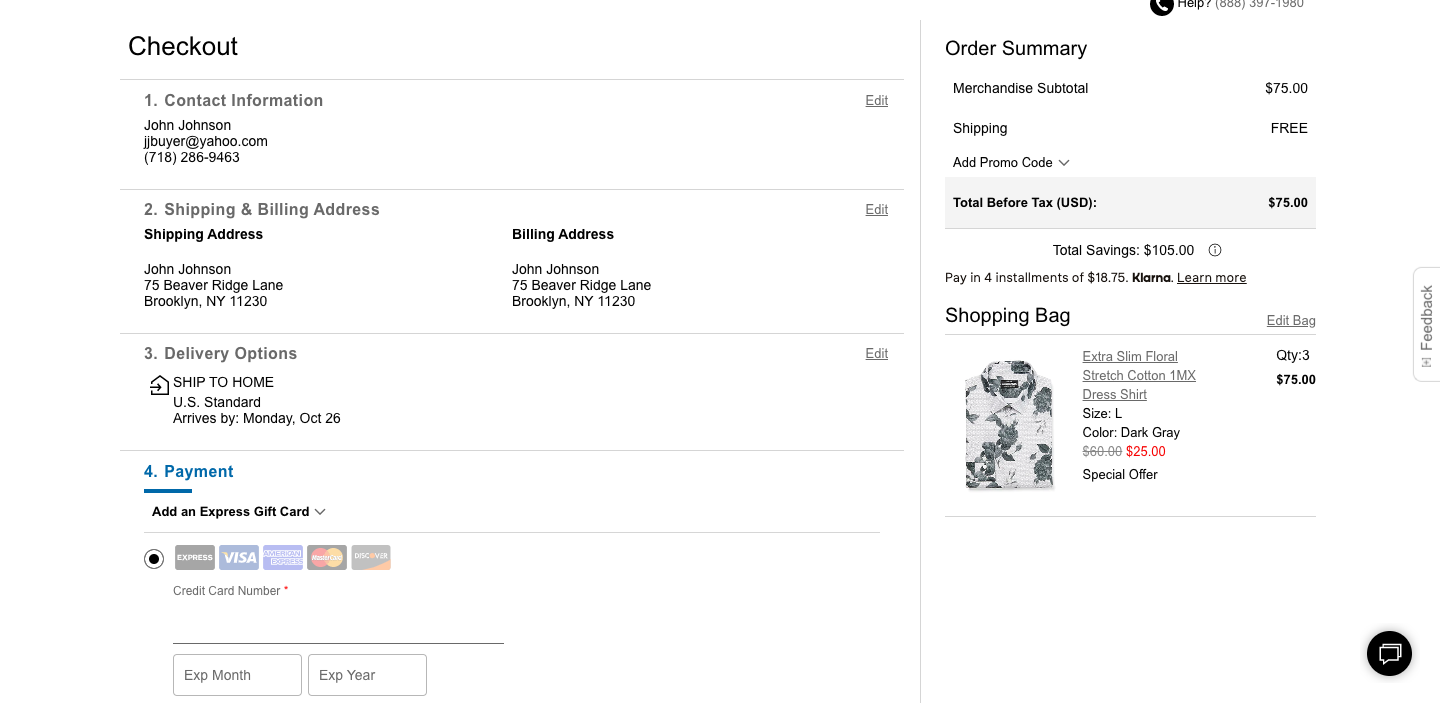 Help? (888) 397-1980
Checkout
1. Contact Information
Edit
John Johnson
jjbuyer@yahoo.com
(718) 286-9463
2. Shipping & Billing Address
Edit
Shipping Address
John Johnson
75 Beaver Ridge Lane
Brooklyn, NY 11230
Billing Address
John Johnson
75 Beaver Ridge Lane
Brooklyn, NY 11230
3. Delivery Options
Edit
SHIP TO HOME
U.S. Standard
Arrives by: Monday, Oct 26
4. Payment
Add an Express Gift Card
EXPRESS
VISA
AMERICAN EXPRESS
MasterCard
DISCOVER
Credit Card Number *
Exp Month
Exp Year
Order Summary
Merchandise Subtotal $75.00
Shipping FREE
Add Promo Code
Total Before Tax (USD): $75.00
Total Savings: $105.00
Pay in 4 installments of $18.75. Klarna. Learn more
Shopping Bag
Edit Bag
Extra Slim Floral
Stretch Cotton 1MX
Dress Shirt
Size: L
Color: Dark Gray
$60.00 $25.00
Special Offer
Qty:3
$75.00
Feedback